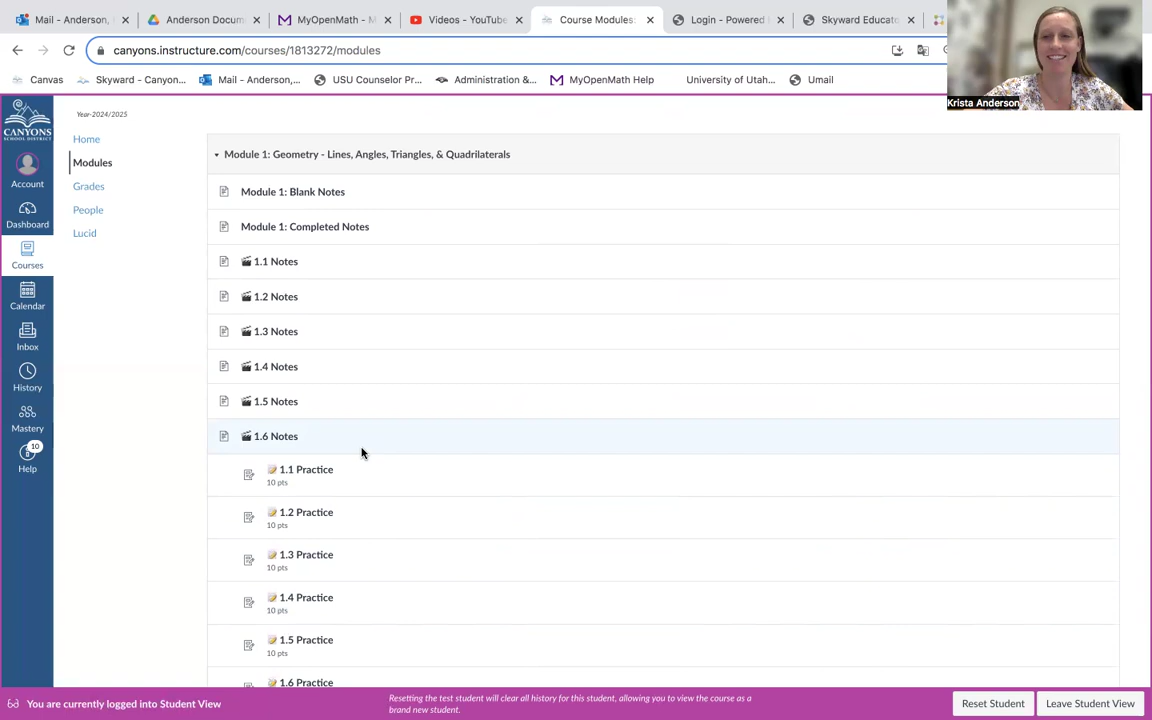 Mail - Anderson,
Anderson Docum
MyOpenMath - M
Videos - YouTube
Course Modules:
Login - Powered
Skyward Educato
canyons.instructure.com/courses/1813272/modules
Canvas
Skyward - Canyon...
Mail - Anderson,...
USU Counselor Pr...
Administration &...
MyOpenMath Help
University of Utah...
Umail
Krista Anderson
CANYONS
SCHOOL DISTRICT
Account
Dashboard
Courses
Calendar
Inbox
History
Mastery
10
Help
Year-2024/2025
Home
Modules
Grades
People
Lucid
Module 1: Geometry - Lines, Angles, Triangles, & Quadrilaterals
Module 1: Blank Notes
Module 1: Completed Notes
1.1 Notes
1.2 Notes
1.3 Notes
1.4 Notes
1.5 Notes
1.6 Notes
1.1 Practice
10 pts
1.2 Practice
10 pts
1.3 Practice
10 pts
1.4 Practice
10 pts
1.5 Practice
10 pts
1.6 Practice
You are currently logged into Student View
Resetting the test student will clear all history for this student, allowing you to view the course as a
brand new student.
Reset Student
Leave Student View